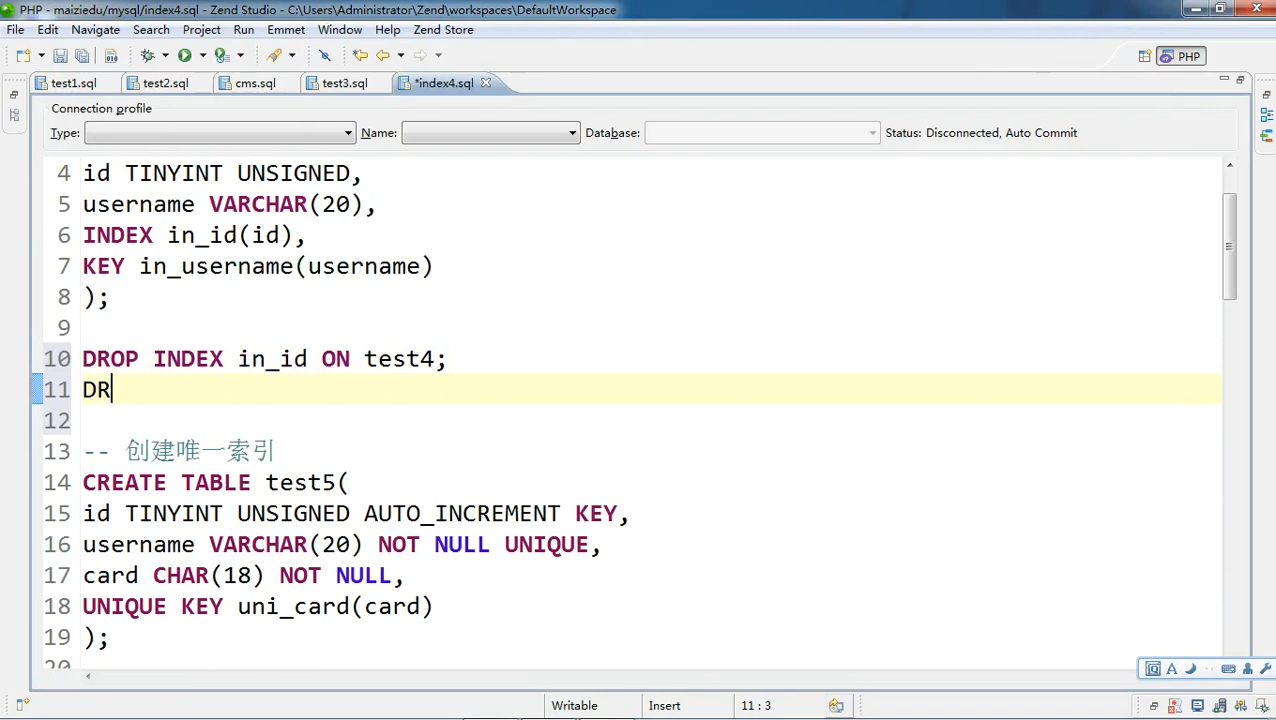 PHP - maiziedu/mysql/index4.sql - Zend Studio - C:\Users\Administrator\Zend\workspaces\DefaultWorkspace
File Edit Navigate Search Project Run Emmet Window Help Zend Store
PHP
test1.sql test2.sql cms.sql test3.sql *index4.sql
Connection profile
Type: Name: Database: Status: Disconnected, Auto Commit
4 id TINYINT UNSIGNED,
5 username VARCHAR(20),
6 INDEX in_id(id),
7 KEY in_username(username)
8 );
9
10 DROP INDEX in_id ON test4;
11 DR
12
13 -- 创建唯一索引
14 CREATE TABLE test5(
15 id TINYINT UNSIGNED AUTO_INCREMENT KEY,
16 username VARCHAR(20) NOT NULL UNIQUE,
17 card CHAR(18) NOT NULL,
18 UNIQUE KEY uni_card(card)
19 );
20
Writable Insert 11 : 3